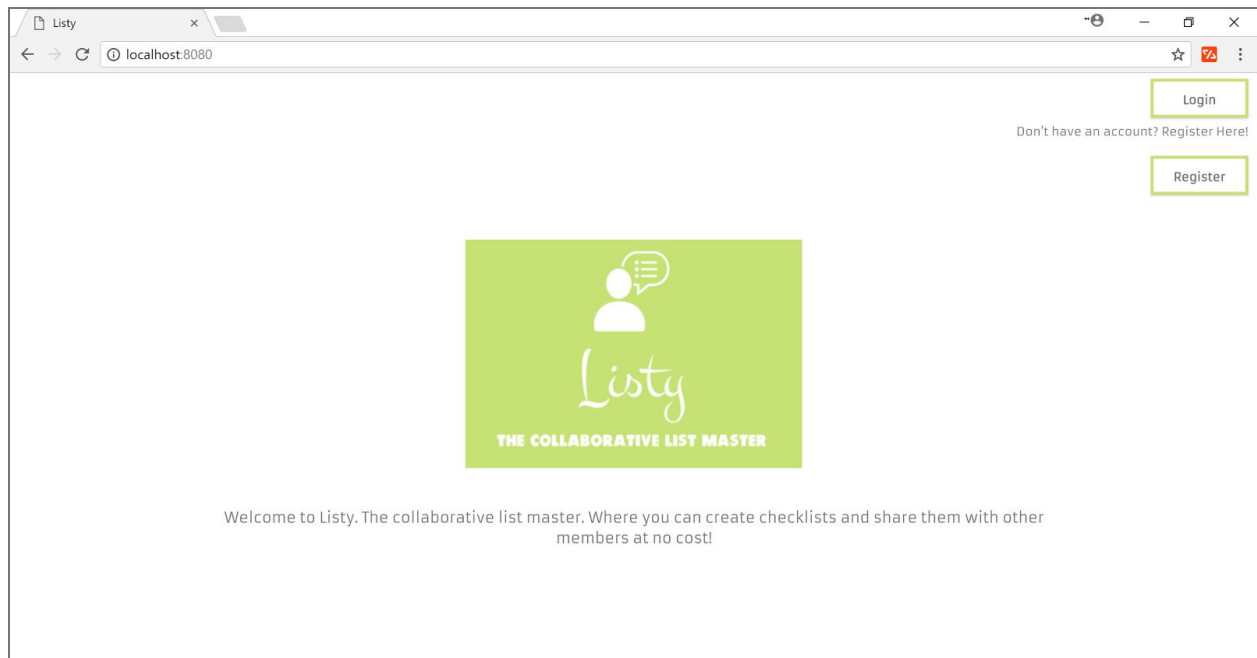 Listy
localhost:8080
Login
Don't have an account? Register Here!
Register
Listy
THE COLLABORATIVE LIST MASTER
Welcome to Listy. The collaborative list master. Where you can create checklists and share them with other
members at no cost!